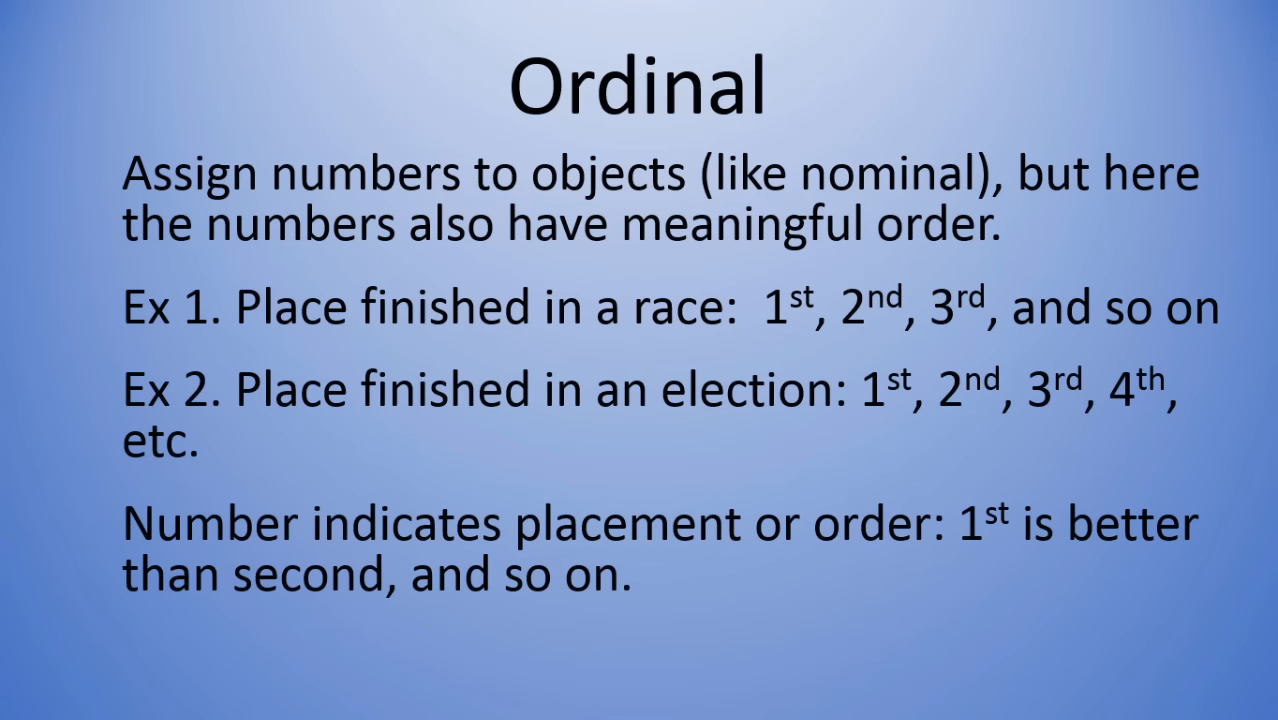 Ordinal
Assign numbers to objects (like nominal), but here
the numbers also have meaningful order.
Ex 1. Place finished in a race:  1st, 2nd, 3rd, and so on
Ex 2. Place finished in an election: 1st, 2nd, 3rd, 4th,
etc.
Number indicates placement or order: 1st is better
than second, and so on.